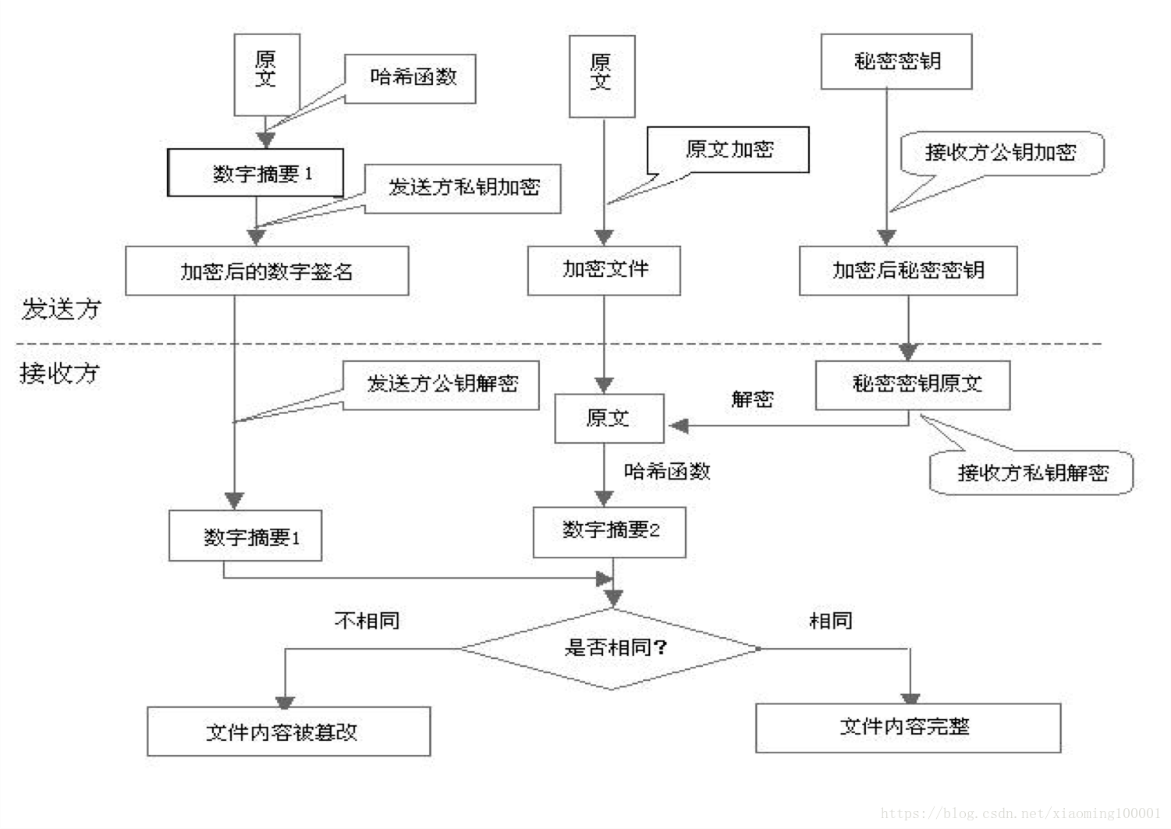 原
文
哈希函数
原
文
秘密密钥
原文加密
接收方公钥加密
数字摘要1
发送方私钥加密
加密后的数字签名
加密文件
加密后秘密密钥
发送方
接收方
发送方公钥解密
秘密密钥原文
解密
原文
哈希函数
接收方私钥解密
数字摘要1
数字摘要2
不相同
相同
是否相同?
文件内容被篡改
文件内容完整
https://blog.csdn.net/xiaoming100001